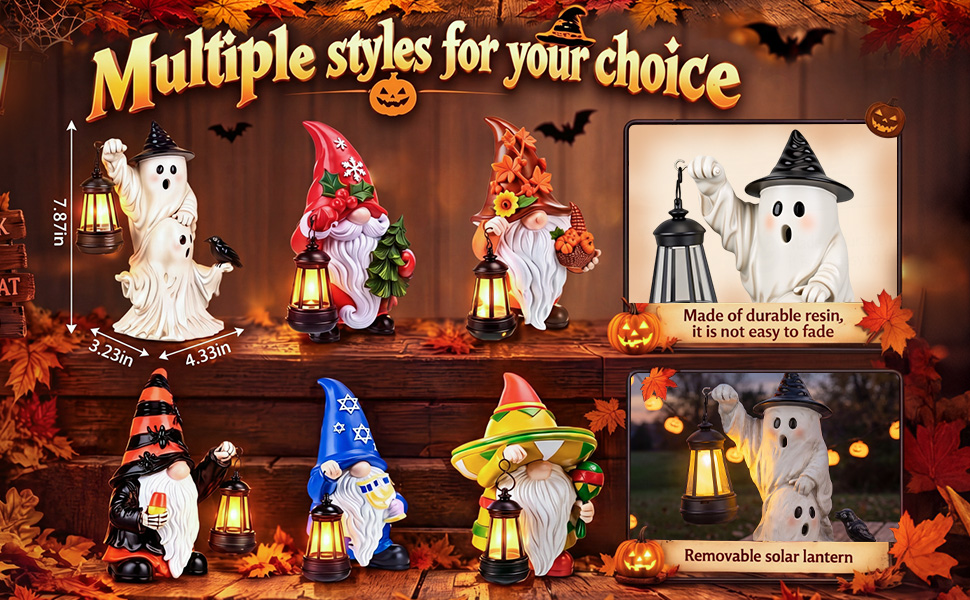 Multiple styles for your choice
7.87in
3.23in
4.33in
AT
Made of durable resin,
it is not easy to fade
Removable solar lantern